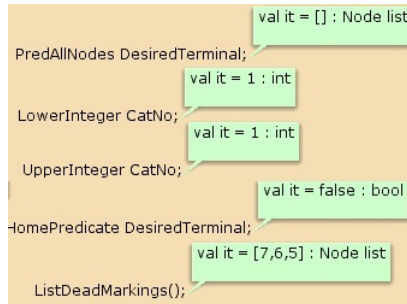 val it = [] : Node list
PredAllNodes DesiredTerminal;
val it = 1 : int
LowerInteger CatNo;
val it = 1 : int
UpperInteger CatNo;
val it = false : bool
HomePredicate DesiredTerminal;
val it = [7,6,5] : Node list
ListDeadMarkings();